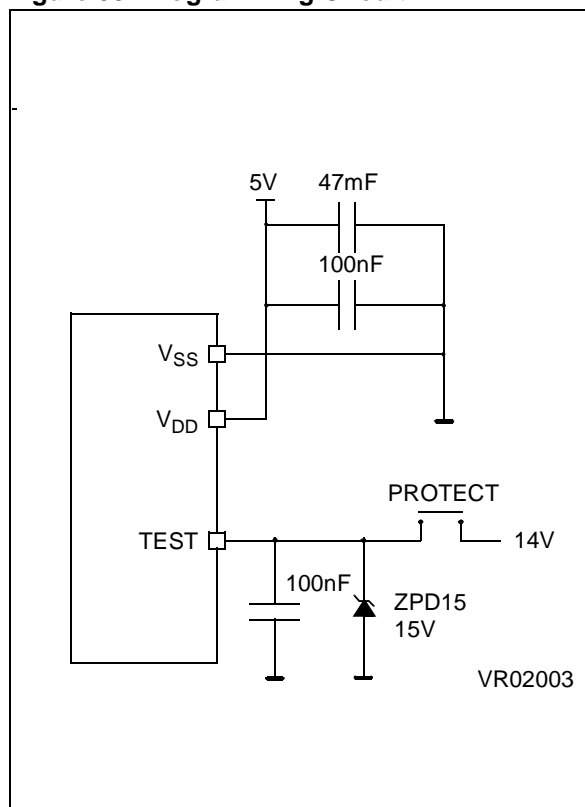 5V
47mF
100nF
VSS
VDD
TEST
PROTECT
14V
100nF
ZPD15
15V
VR02003